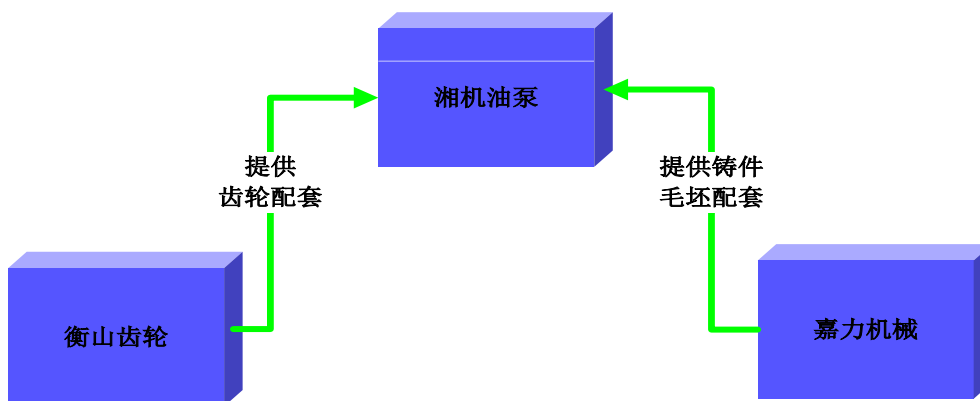 湘机油泵
提供
齿轮配套
提供铸件
毛坯配套
衡山齿轮
嘉力机械